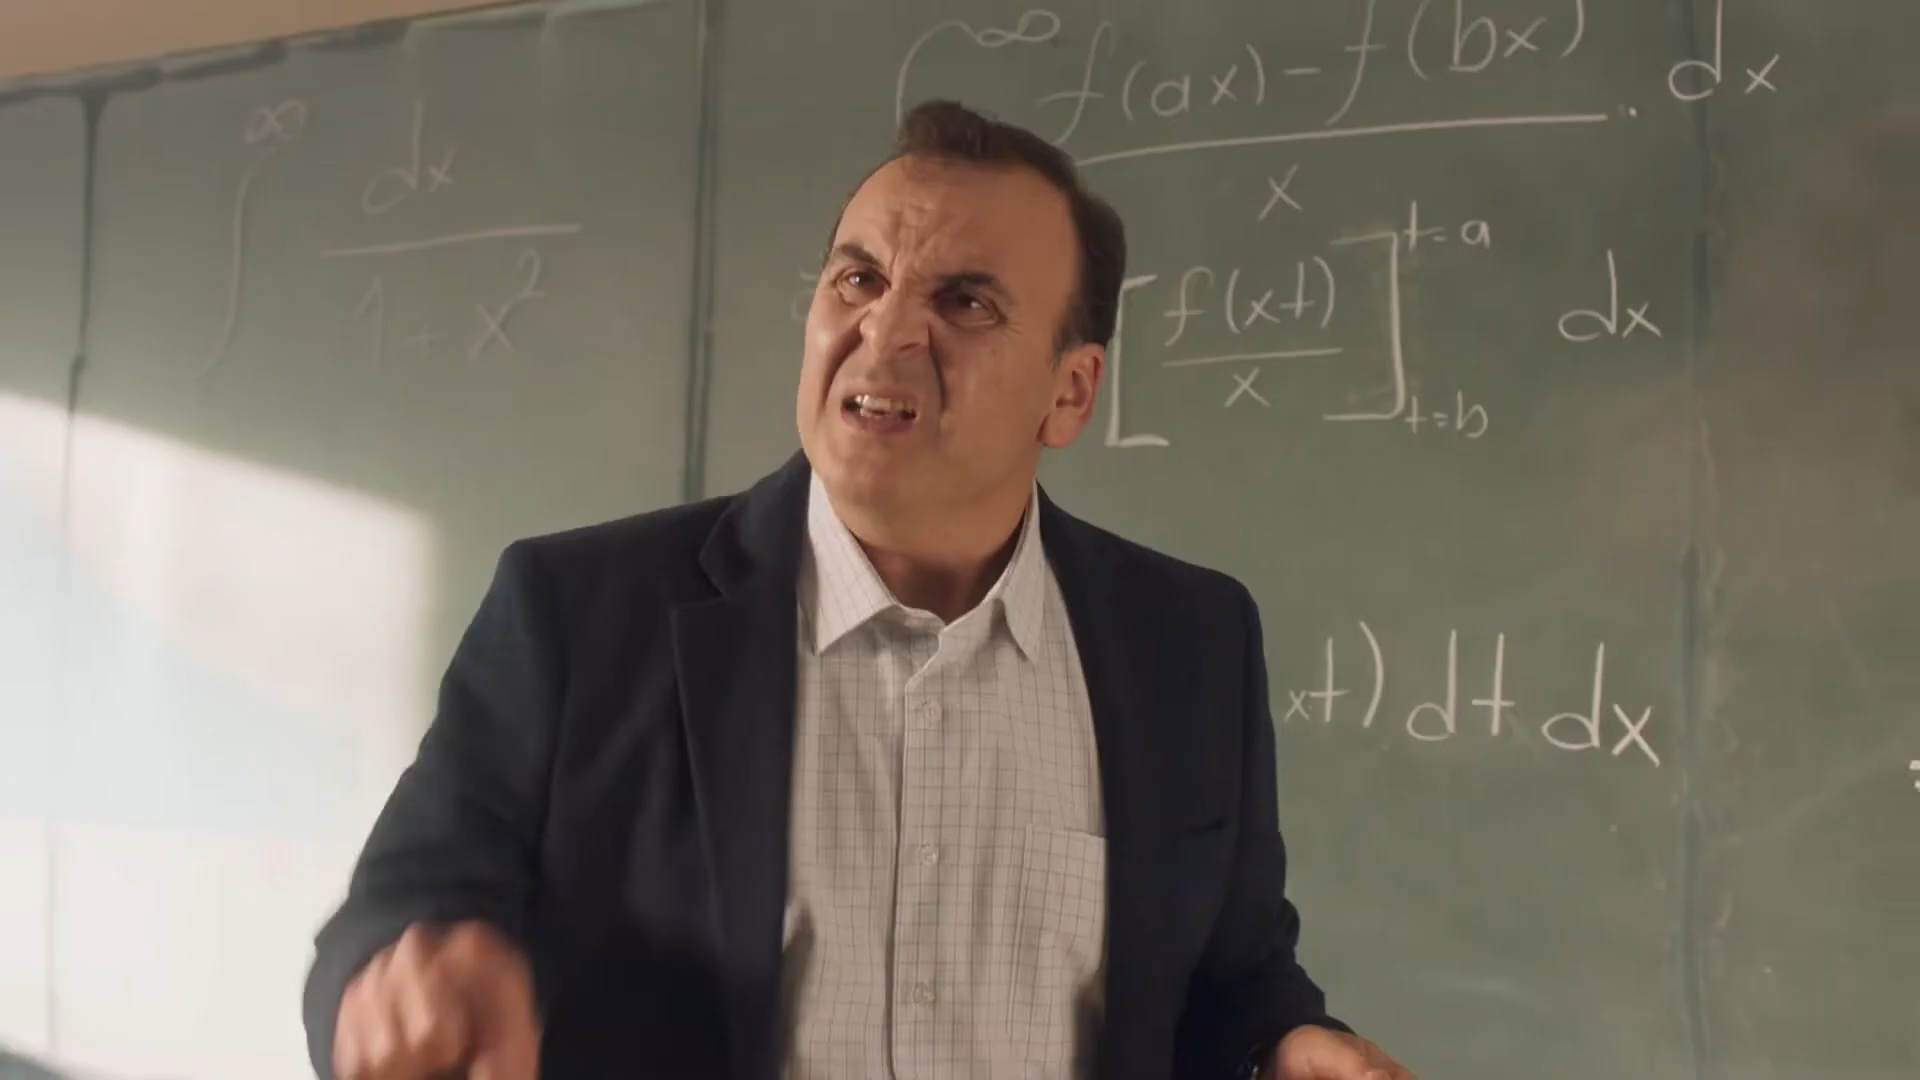 ∫ ∞ dx / 1 + x²
∫ ∞ f(ax) - f(bx) / x dx
[f(xt) / x] t=a t=b dx
xt) dt dx